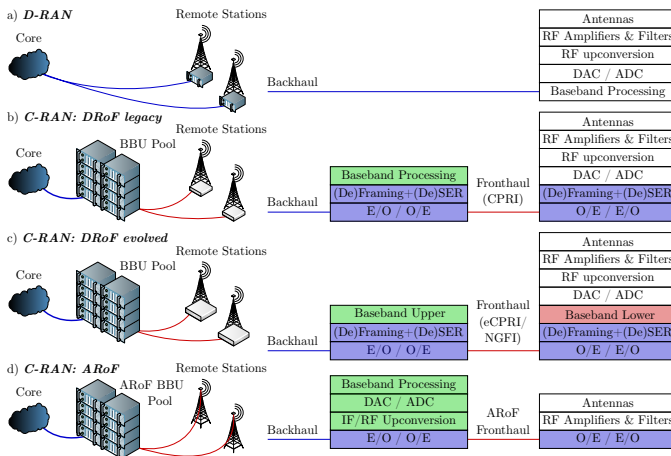 a) D-RAN
Remote Stations
Core
Backhaul
Antennas
RF Amplifiers & Filters
RF upconversion
DAC / ADC
Baseband Processing
b) C-RAN: DRoF legacy
BBU Pool
Remote Stations
Core
Backhaul
Baseband Processing
(De)Framing+(De)SER
E/O / O/E
Fronthaul
(CPRI)
Antennas
RF Amplifiers & Filters
RF upconversion
DAC / ADC
(De)Framing+(De)SER
O/E / E/O
c) C-RAN: DRoF evolved
BBU Pool
Remote Stations
Core
Backhaul
Baseband Upper
(De)Framing+(De)SER
E/O / O/E
Fronthaul
(eCPRI/
NGFI)
Antennas
RF Amplifiers & Filters
RF upconversion
DAC / ADC
Baseband Lower
(De)Framing+(De)SER
O/E / E/O
d) C-RAN: ARoF
ARoF BBU
Pool
Remote Stations
Core
Backhaul
Baseband Processing
DAC / ADC
IF/RF Upconversion
E/O / O/E
ARoF
Fronthaul
Antennas
RF Amplifiers & Filters
O/E / E/O